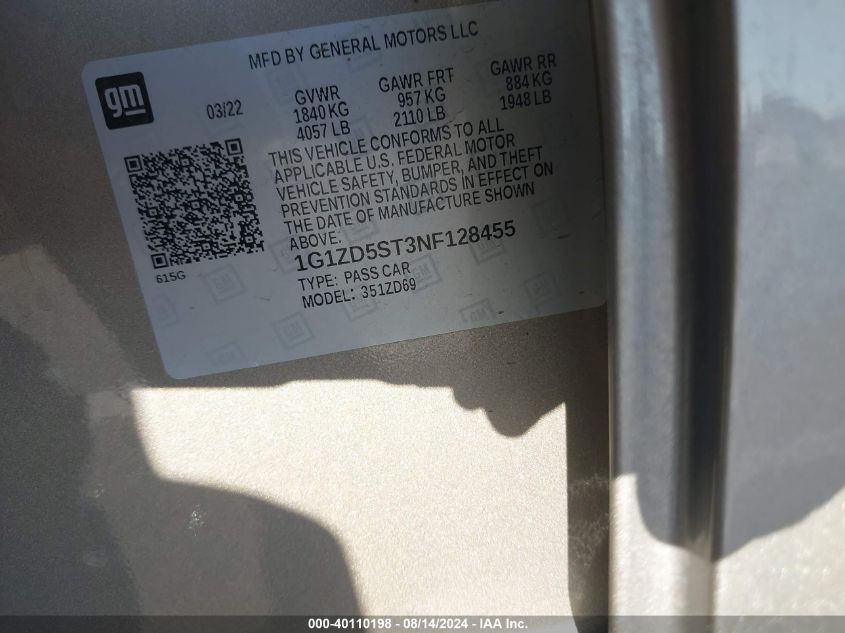 MFD BY GENERAL MOTORS LLC
gm
03/22
GVWR GAWR FRT GAWR RR
1840 KG 957 KG 884 KG
4057 LB 2110 LB 1948 LB
THIS VEHICLE CONFORMS TO ALL
APPLICABLE U.S. FEDERAL MOTOR
VEHICLE SAFETY, BUMPER, AND THEFT
PREVENTION STANDARDS IN EFFECT ON
THE DATE OF MANUFACTURE SHOWN
ABOVE.
1G1ZD5ST3NF128455
TYPE: PASS CAR
MODEL: 351ZD69
615G
000-40110198 - 08/14/2024 - IAA Inc.